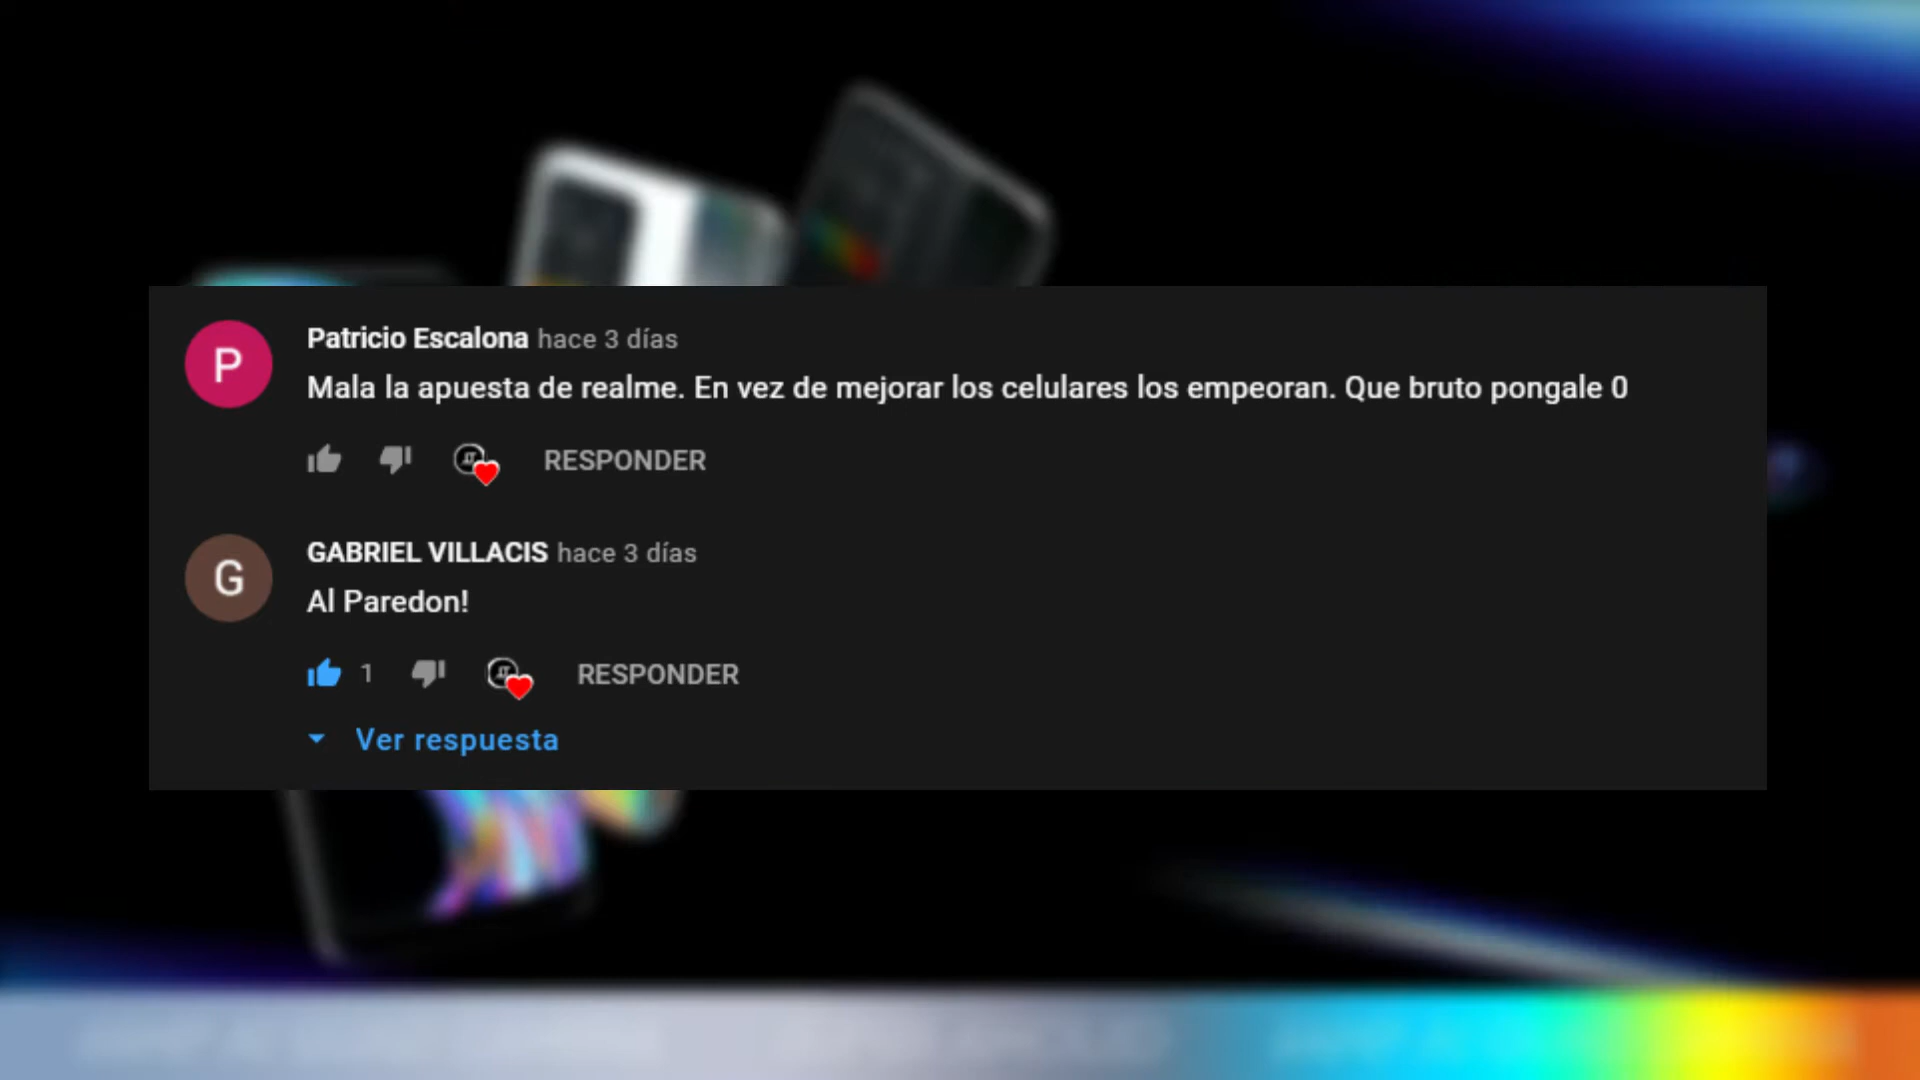 P
Patricio Escalona hace 3 días
Mala la apuesta de realme. En vez de mejorar los celulares los empeoran. Que bruto pongale 0
RESPONDER
G
GABRIEL VILLACIS hace 3 días
Al Paredon!
1
RESPONDER
Ver respuesta